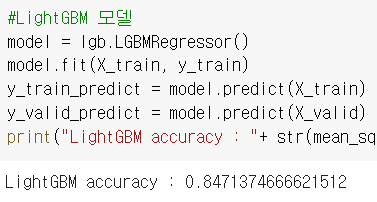 #LightGBM 모델
model = lgb.LGBMRegressor()
model.fit(X_train, y_train)
y_train_predict = model.predict(X_train)
y_valid_predict = model.predict(X_valid)
print("LightGBM accuracy : "+ str(mean_sq
LightGBM accuracy : 0.8471374666621512